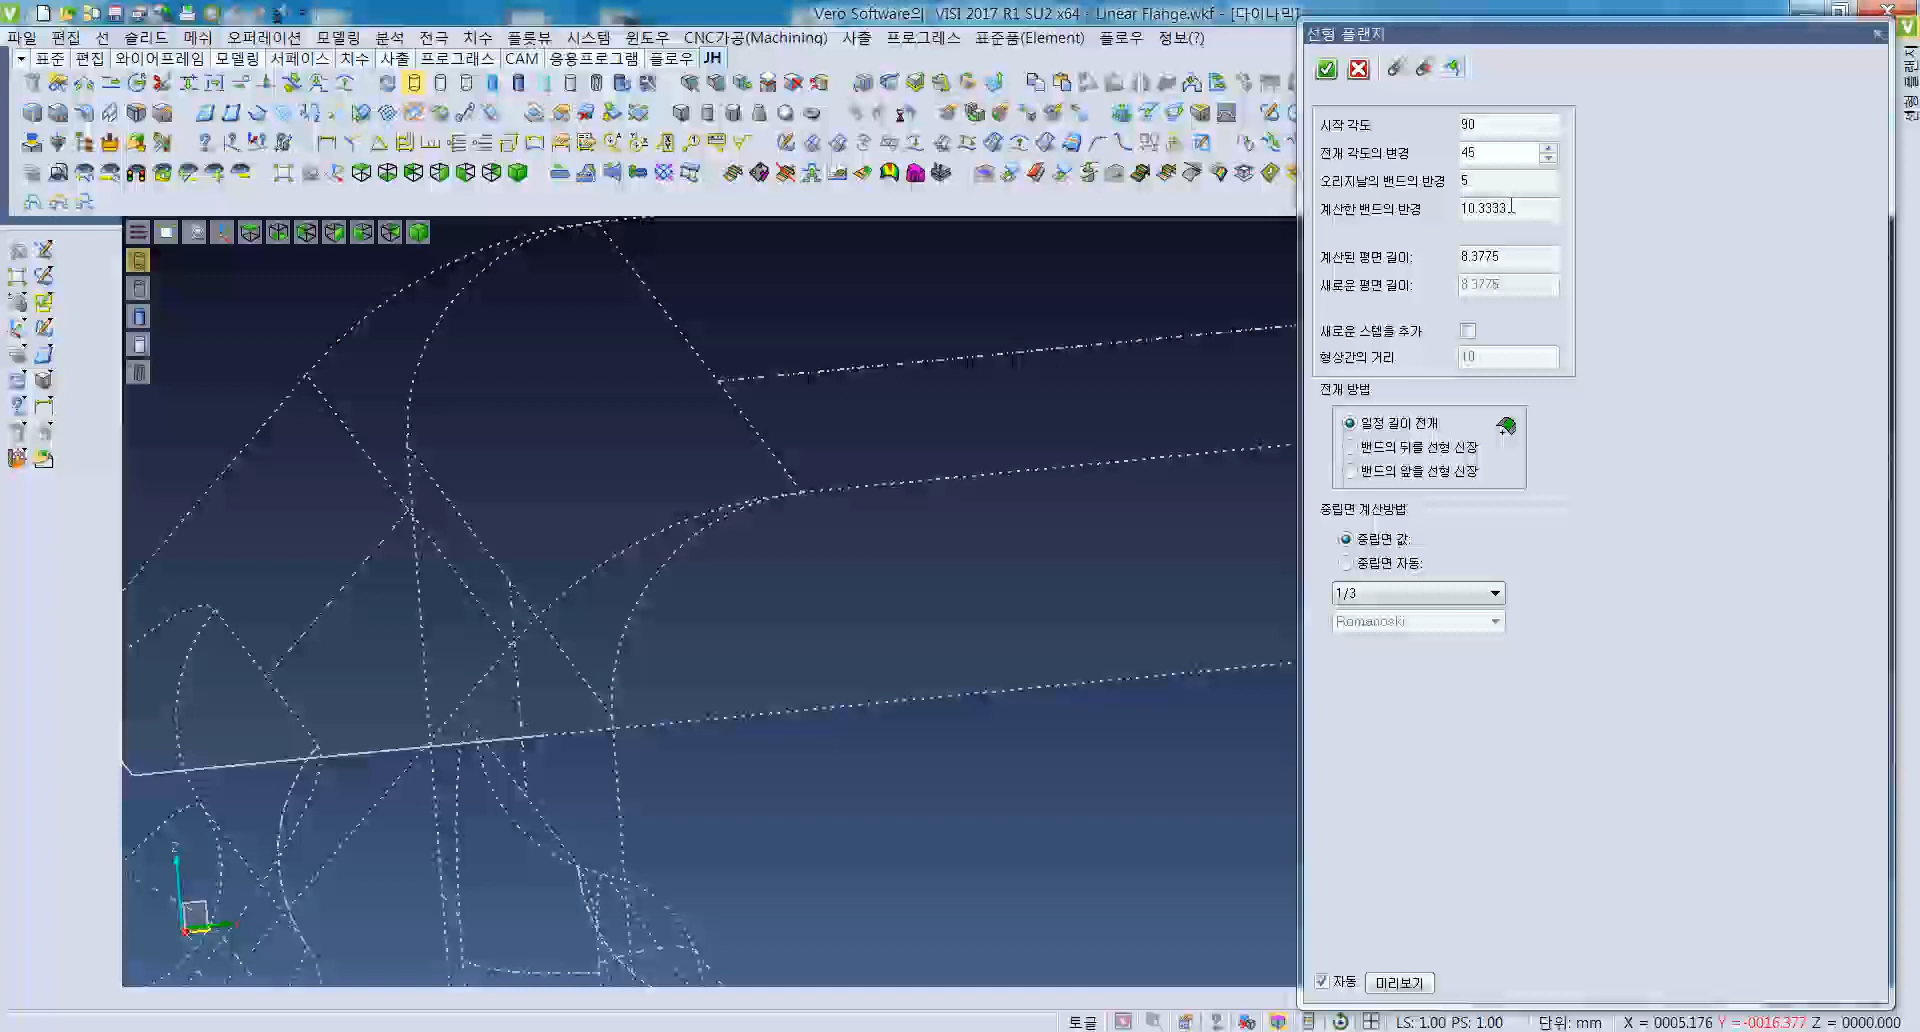 Vero Software의 VISI 2017 R1 SU2 x64 - Linear Flange.wkf - [다이나믹]
파일 편집 선 솔리드 메쉬 오퍼레이션 모델링 분석 전극 치수 플롯뷰 시스템 윈도우 CNC가공(Machining) 사출 프로그레스 표준품(Element) 플로우 정보(?)
표준 편집 와이어프레임 모델링 서피스 치수 사출 프로그레스 CAM 응용프로그램 플로우 JH
선형 플랜지
시작 각도 90
전개 각도의 변경 45
오리지날의 밴드의 반경 5
계산한 밴드의 반경 10.3333
계산된 평면 길이: 8.3775
새로운 평면 길이: 8.3775
새로운 스텝을 추가
형상간의 거리 10
전개 방법
일정 길이 전개
밴드의 뒤를 선형 신장
밴드의 앞을 선형 신장
중립면 계산방법
중립면 값:
중립면 자동:
1/3
Romanoski
자동 미리보기
Z
토글 LS: 1.00 PS: 1.00 단위: mm X = 0005.176 Y = -0016.377 Z = 0000.000